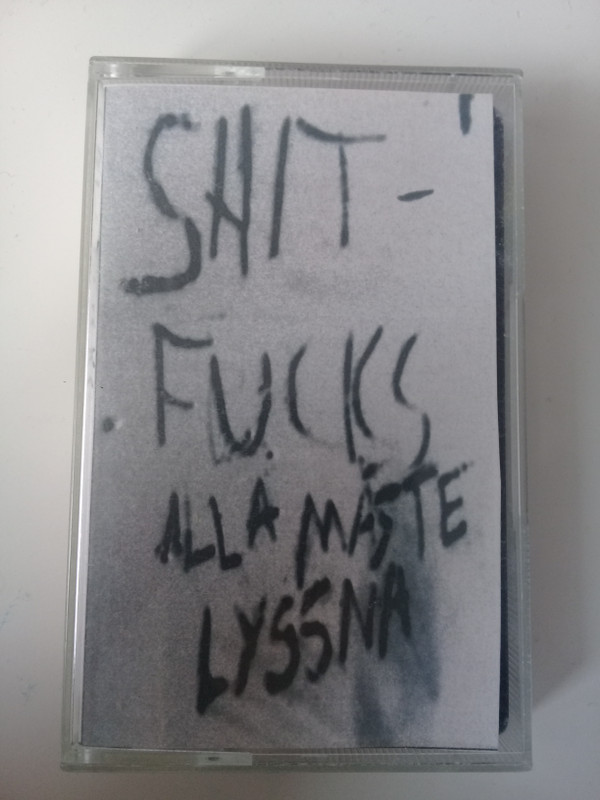 SHIT-
FUCKS
ALLA MÅSTE
LYSSNA